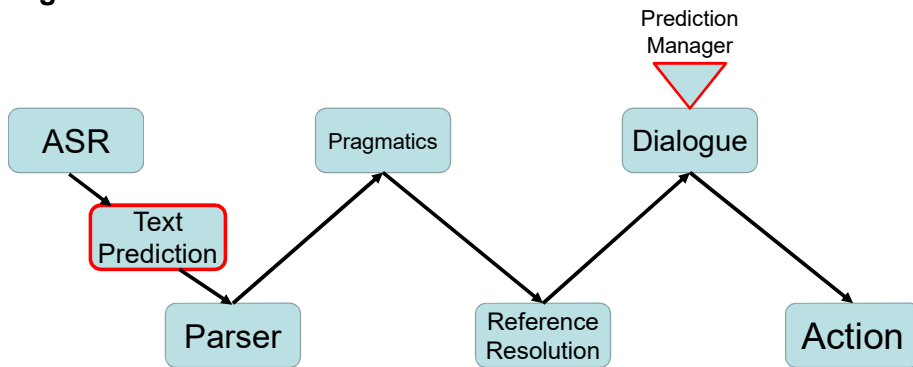 Prediction
Manager
ASR
Pragmatics
Dialogue
Text
Prediction
Parser
Reference
Resolution
Action